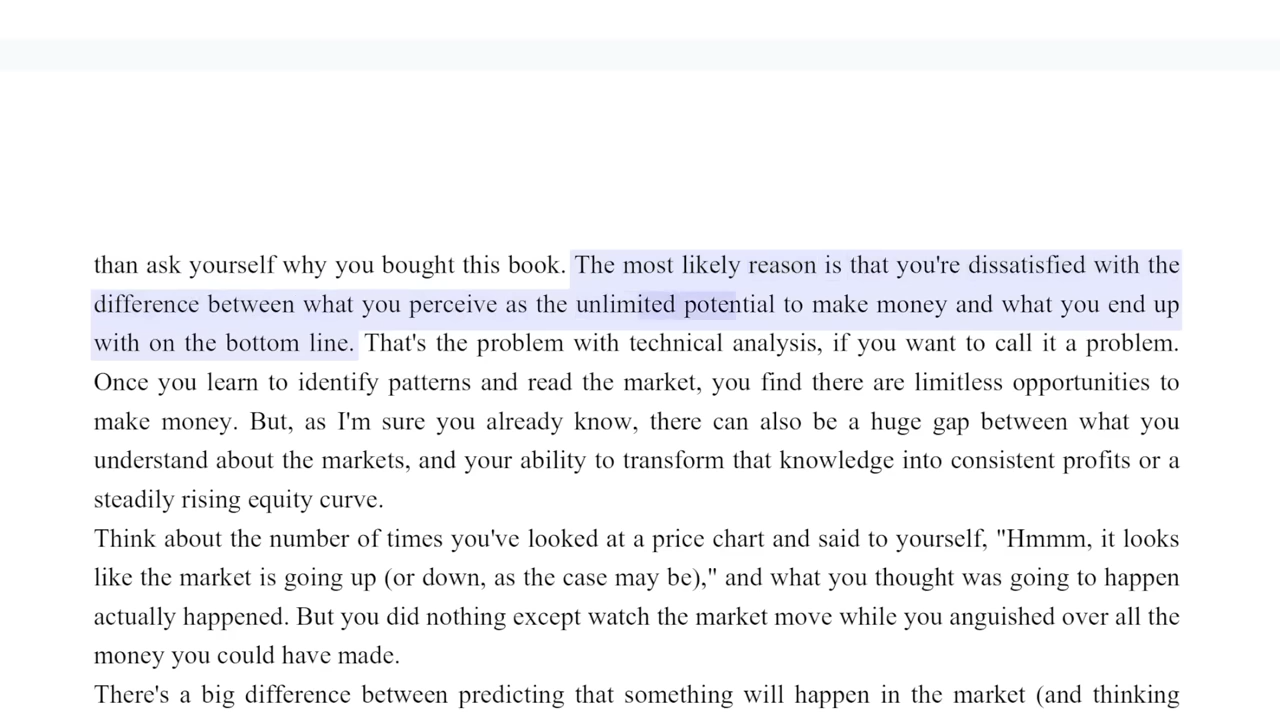 than ask yourself why you bought this book. The most likely reason is that you're dissatisfied with the
difference between what you perceive as the unlimited potential to make money and what you end up
with on the bottom line. That's the problem with technical analysis, if you want to call it a problem.
Once you learn to identify patterns and read the market, you find there are limitless opportunities to
make money. But, as I'm sure you already know, there can also be a huge gap between what you
understand about the markets, and your ability to transform that knowledge into consistent profits or a
steadily rising equity curve.
Think about the number of times you've looked at a price chart and said to yourself, "Hmmm, it looks
like the market is going up (or down, as the case may be)," and what you thought was going to happen
actually happened. But you did nothing except watch the market move while you anguished over all the
money you could have made.
There's a big difference between predicting that something will happen in the market (and thinking